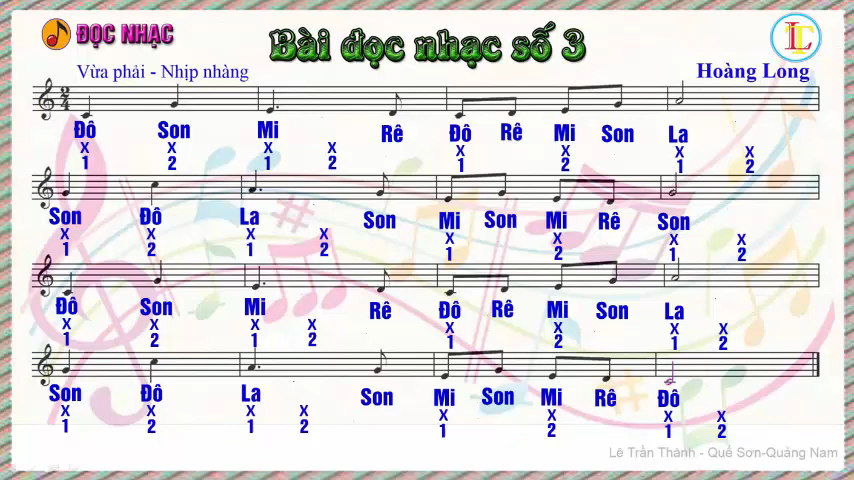 ĐỌC NHẠC
Bài đọc nhạc số 3
LT
Vừa phải - Nhịp nhàng
Hoàng Long
2
4
Đô Son Mi Rê Đô Rê Mi Son La
x x x x x x x x
1 2 1 2 1 2 1 2
Son Đô La Son Mi Son Mi Rê Son
x x x x x x x x
1 2 1 2 1 2 1 2
Đô Son Mi Rê Đô Rê Mi Son La
x x x x x x x x
1 2 1 2 1 2 1 2
Son Đô La Son Mi Son Mi Rê Đô
x x x x x x x x
1 2 1 2 1 2 1 2
Lê Trần Thành - Quế Sơn-Quảng Nam